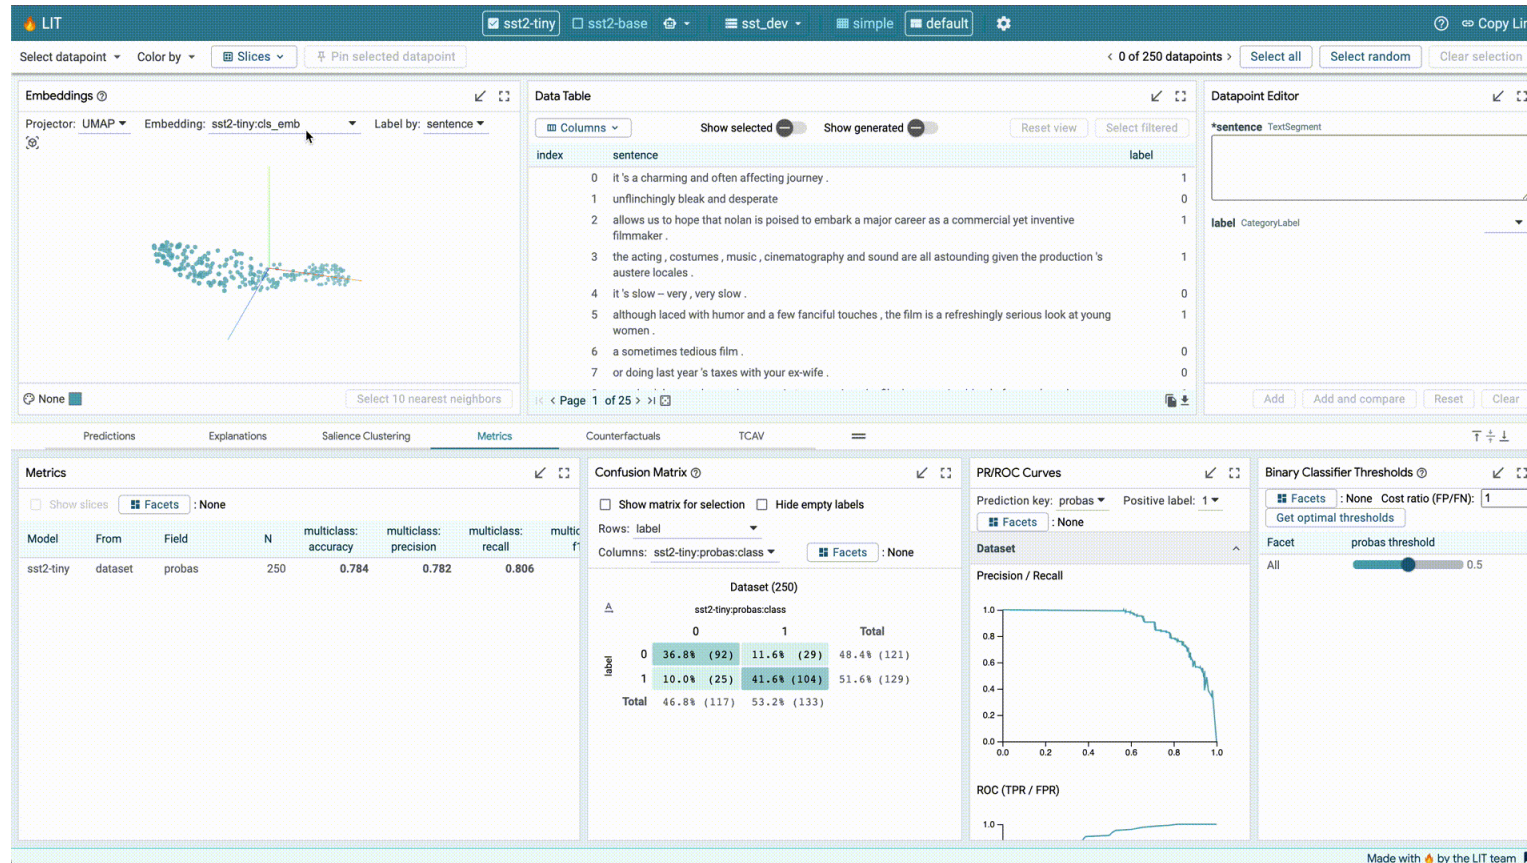 LIT
sst2-tiny sst2-base sst_dev simple default Copy Lin
Select datapoint Color by Slices Pin selected datapoint 0 of 250 datapoints Select all Select random Clear selection
Embeddings
Projector: UMAP Embedding: sst2-tiny:cls_emb Label by: sentence
None Select 10 nearest neighbors
Data Table
Columns Show selected Show generated Reset view Select filtered
index sentence label
0 it 's a charming and often affecting journey . 1
1 unflinchingly bleak and desperate 0
2 allows us to hope that nolan is poised to embark a major career as a commercial yet inventive 1
filmmaker .
3 the acting , costumes , music , cinematography and sound are all astounding given the production 's 1
austere locales .
4 it 's slow -- very , very slow . 0
5 although laced with humor and a few fanciful touches , the film is a refreshingly serious look at young 1
women .
6 a sometimes tedious film . 0
7 or doing last year 's taxes with your ex-wife . 0
Page 1 of 25
Datapoint Editor
*sentence TextSegment
label CategoryLabel
Add Add and compare Reset Clear
Predictions Explanations Salience Clustering Metrics Counterfactuals TCAV
Metrics
Show slices Facets : None
Model From Field N multiclass: accuracy multiclass: precision multiclass: recall multic f1
sst2-tiny dataset probas 250 0.784 0.782 0.806
Confusion Matrix
Show matrix for selection Hide empty labels
Rows: label
Columns: sst2-tiny:probas:class Facets : None
Dataset (250)
sst2-tiny:probas:class
0 1 Total
label
0 36.8% (92) 11.6% (29) 48.4% (121)
1 10.0% (25) 41.6% (104) 51.6% (129)
Total 46.8% (117) 53.2% (133)
PR/ROC Curves
Prediction key: probas Positive label: 1
Facets : None
Dataset
Precision / Recall
1.0
0.8
0.6
0.4
0.2
0.0
0.0 0.2 0.4 0.6 0.8 1.0
ROC (TPR / FPR)
1.0
Binary Classifier Thresholds
Facets : None Cost ratio (FP/FN): 1
Get optimal thresholds
Facet probas threshold
All 0.5
Made with by the LIT team